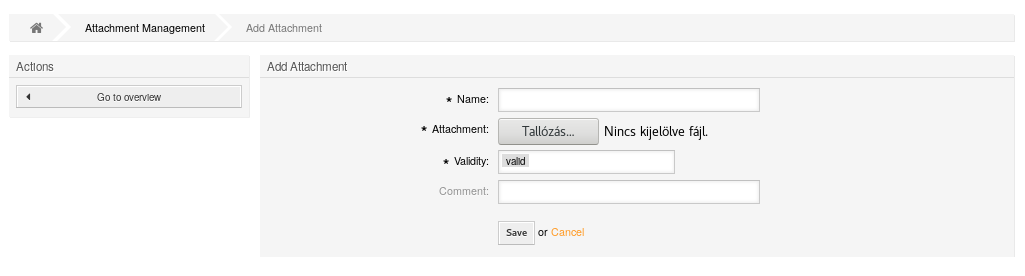 Attachment Management Add Attachment
Actions
Go to overview
Add Attachment
★ Name:
★ Attachment: Tallózás... Nincs kijelölve fájl.
★ Validity: valid
Comment:
Save or Cancel